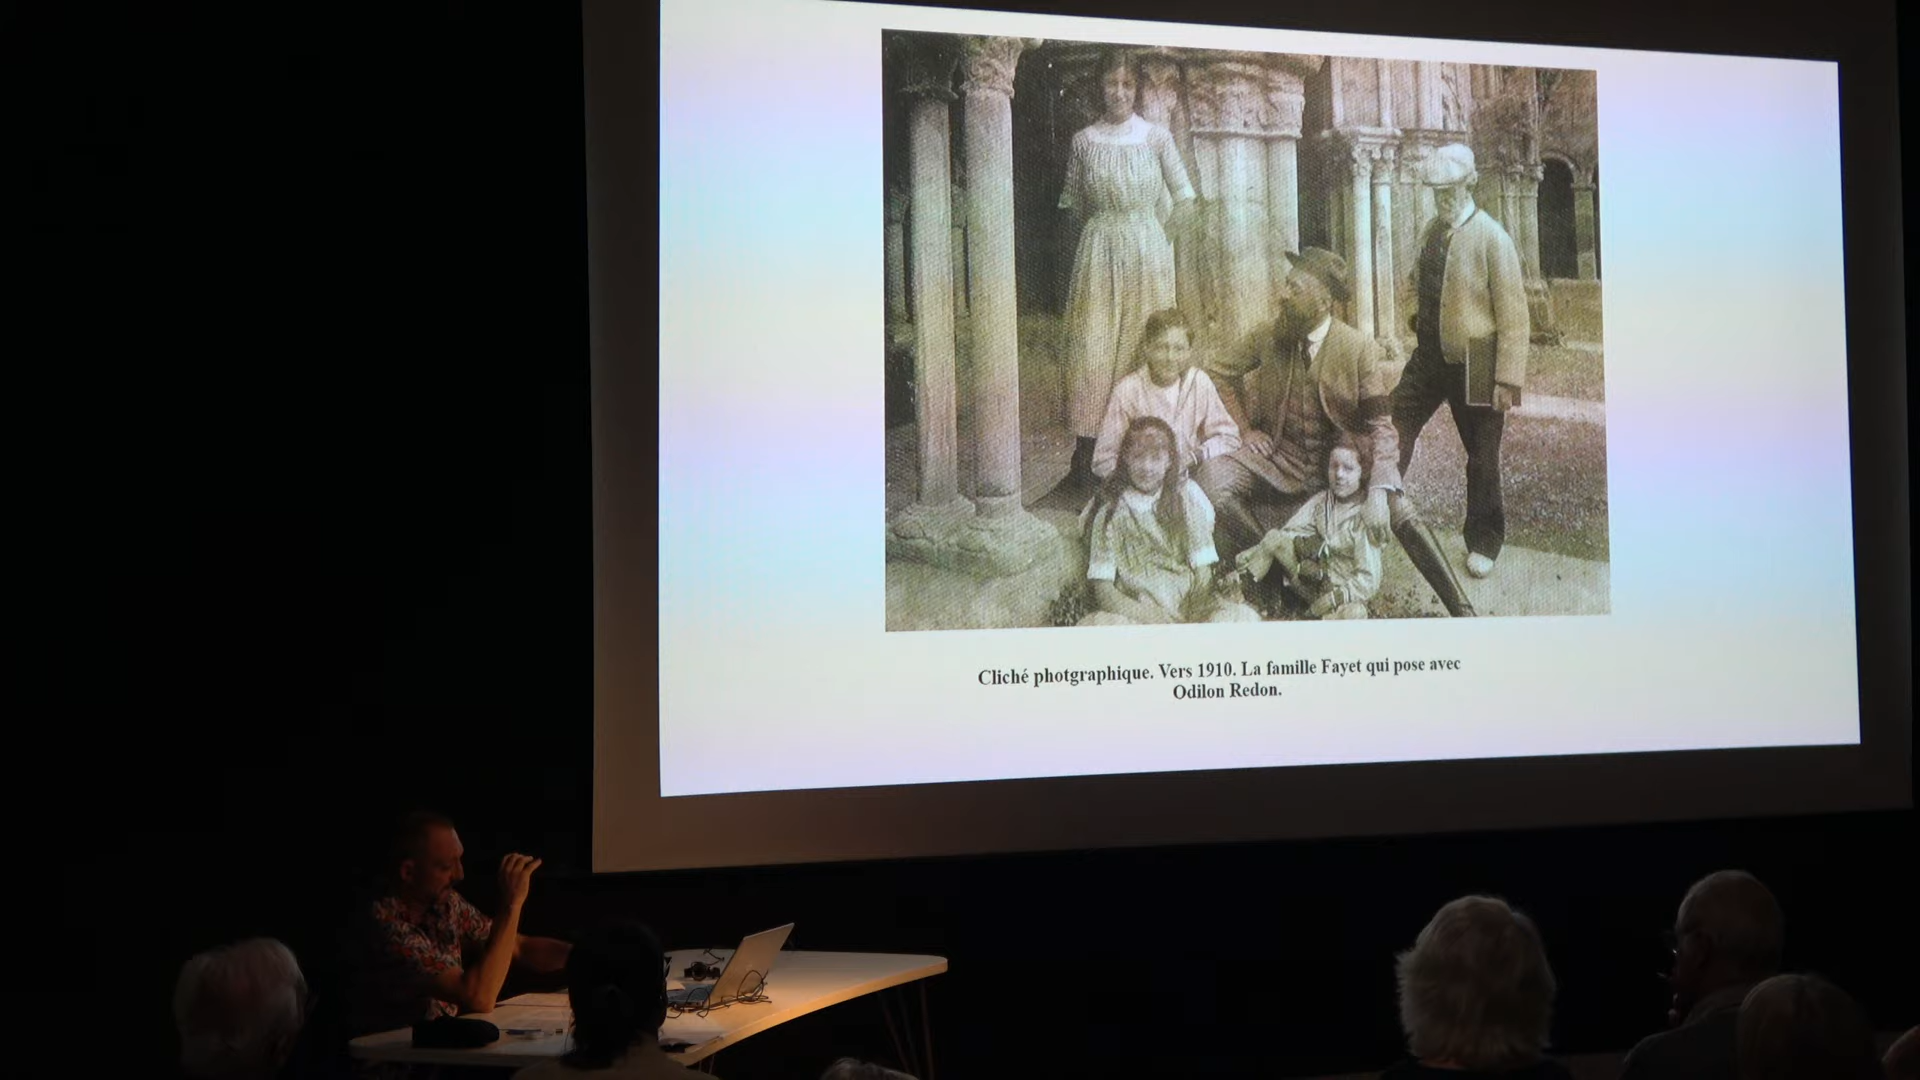 Cliché photgraphique. Vers 1910. La famille Fayet qui pose avec
Odilon Redon.